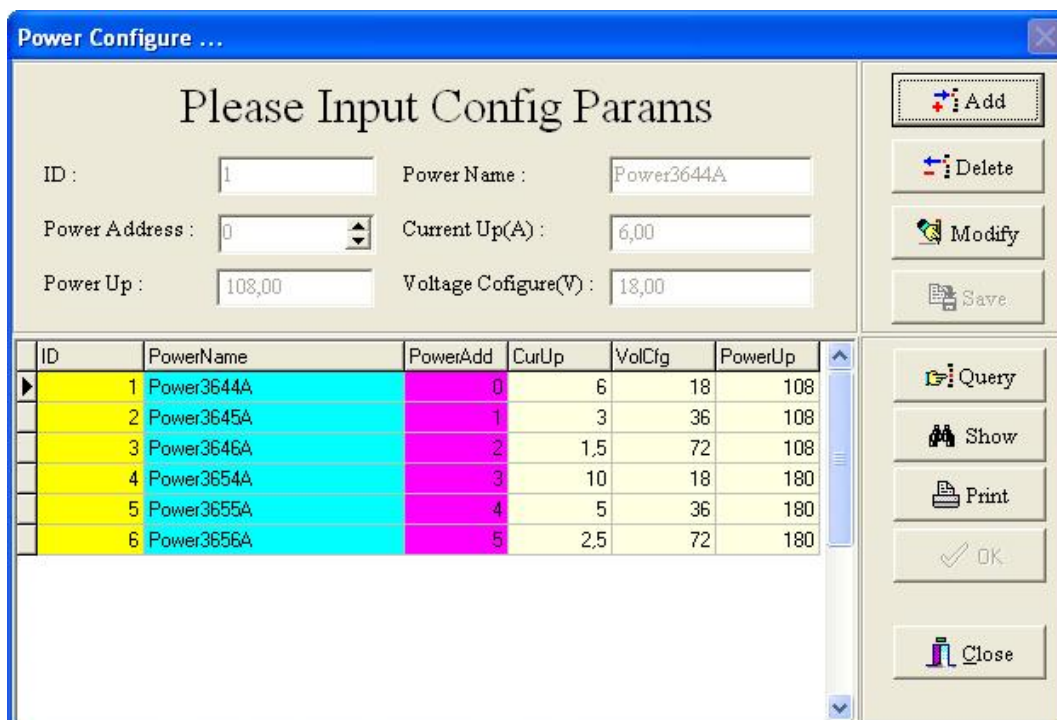 Power Configure ...
Please Input Config Params
ID : 1 Power Name : Power3644A
Power Address : 0 Current Up(A) : 6,00
Power Up : 108,00 Voltage Cofigure(V) : 18,00
Add
Delete
Modify
Save
ID PowerName PowerAdd CurUp VolCfg PowerUp
1 Power3644A 0 6 18 108
2 Power3645A 1 3 36 108
3 Power3646A 2 1,5 72 108
4 Power3654A 3 10 18 180
5 Power3655A 4 5 36 180
6 Power3656A 5 2,5 72 180
Query
Show
Print
OK
Close